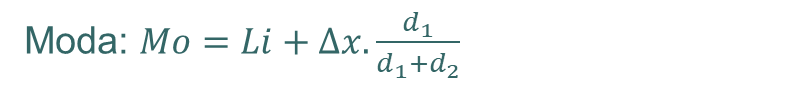 Moda: Mo = Li + Δx. d₁/(d₁+d₂)